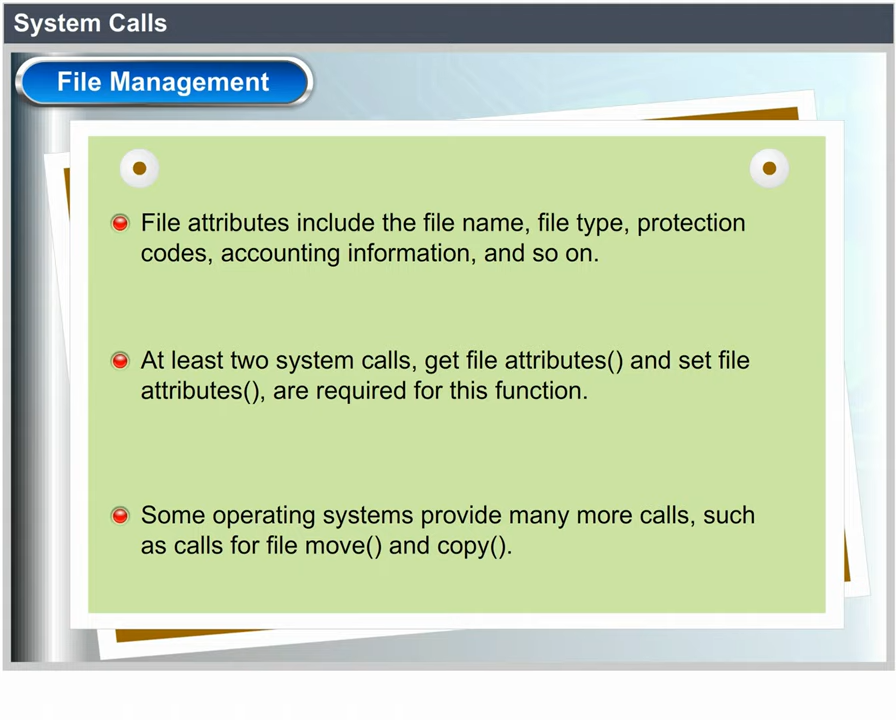 System Calls
File Management
File attributes include the file name, file type, protection
codes, accounting information, and so on.
At least two system calls, get file attributes() and set file
attributes(), are required for this function.
Some operating systems provide many more calls, such
as calls for file move() and copy().